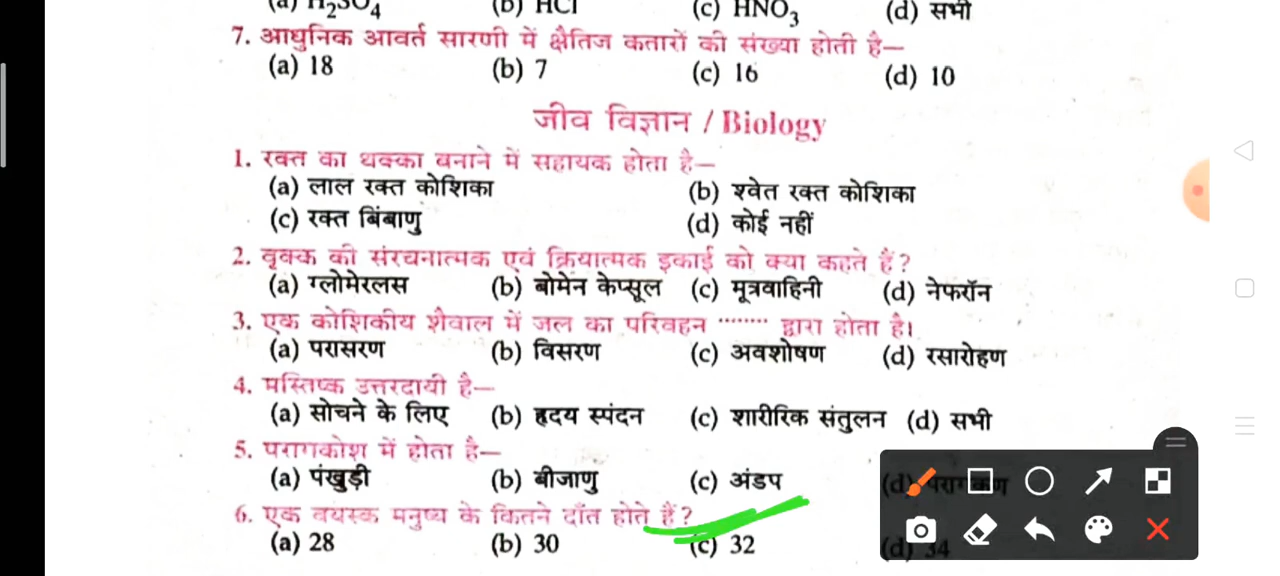 (a) H₂SO₄ (b) HCl (c) HNO₃ (d) सभी
7. आधुनिक आवर्त सारणी में क्षैतिज कतारों की संख्या होती है—
(a) 18 (b) 7 (c) 16 (d) 10
जीव विज्ञान / Biology
1. रक्त का थक्का बनाने में सहायक होता है—
(a) लाल रक्त कोशिका (b) श्वेत रक्त कोशिका
(c) रक्त बिंबाणु (d) कोई नहीं
2. वृक्क की संरचनात्मक एवं क्रियात्मक इकाई को क्या कहते हैं?
(a) ग्लोमेरलस (b) बोमेन केप्सूल (c) मूत्रवाहिनी (d) नेफरॉन
3. एक कोशिकीय शैवाल में जल का परिवहन ........ द्वारा होता है।
(a) परासरण (b) विसरण (c) अवशोषण (d) रसारोहण
4. मस्तिष्क उत्तरदायी है—
(a) सोचने के लिए (b) हृदय स्पंदन (c) शारीरिक संतुलन (d) सभी
5. परागकोश में होता है—
(a) पंखुड़ी (b) बीजाणु (c) अंडप (d) परागकण
6. एक वयस्क मनुष्य के कितने दाँत होते हैं?
(a) 28 (b) 30 (c) 32 (d) 34